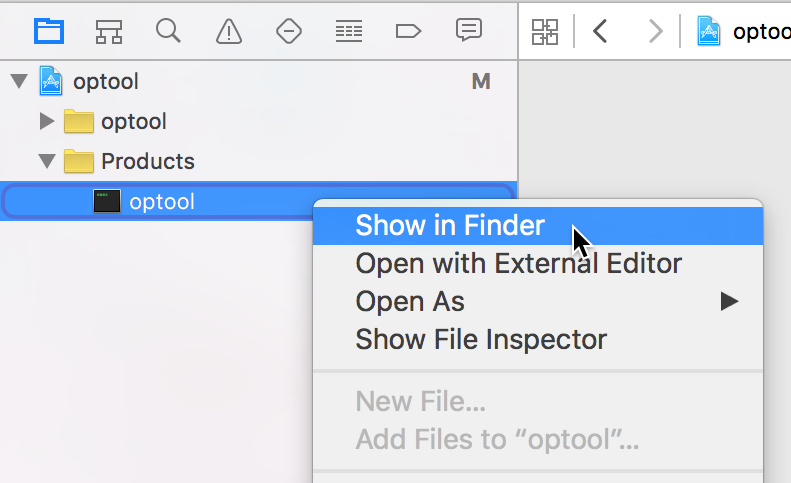 optoo
optool M
optool
Products
optool
Show in Finder
Open with External Editor
Open As
Show File Inspector
New File...
Add Files to “optool”...